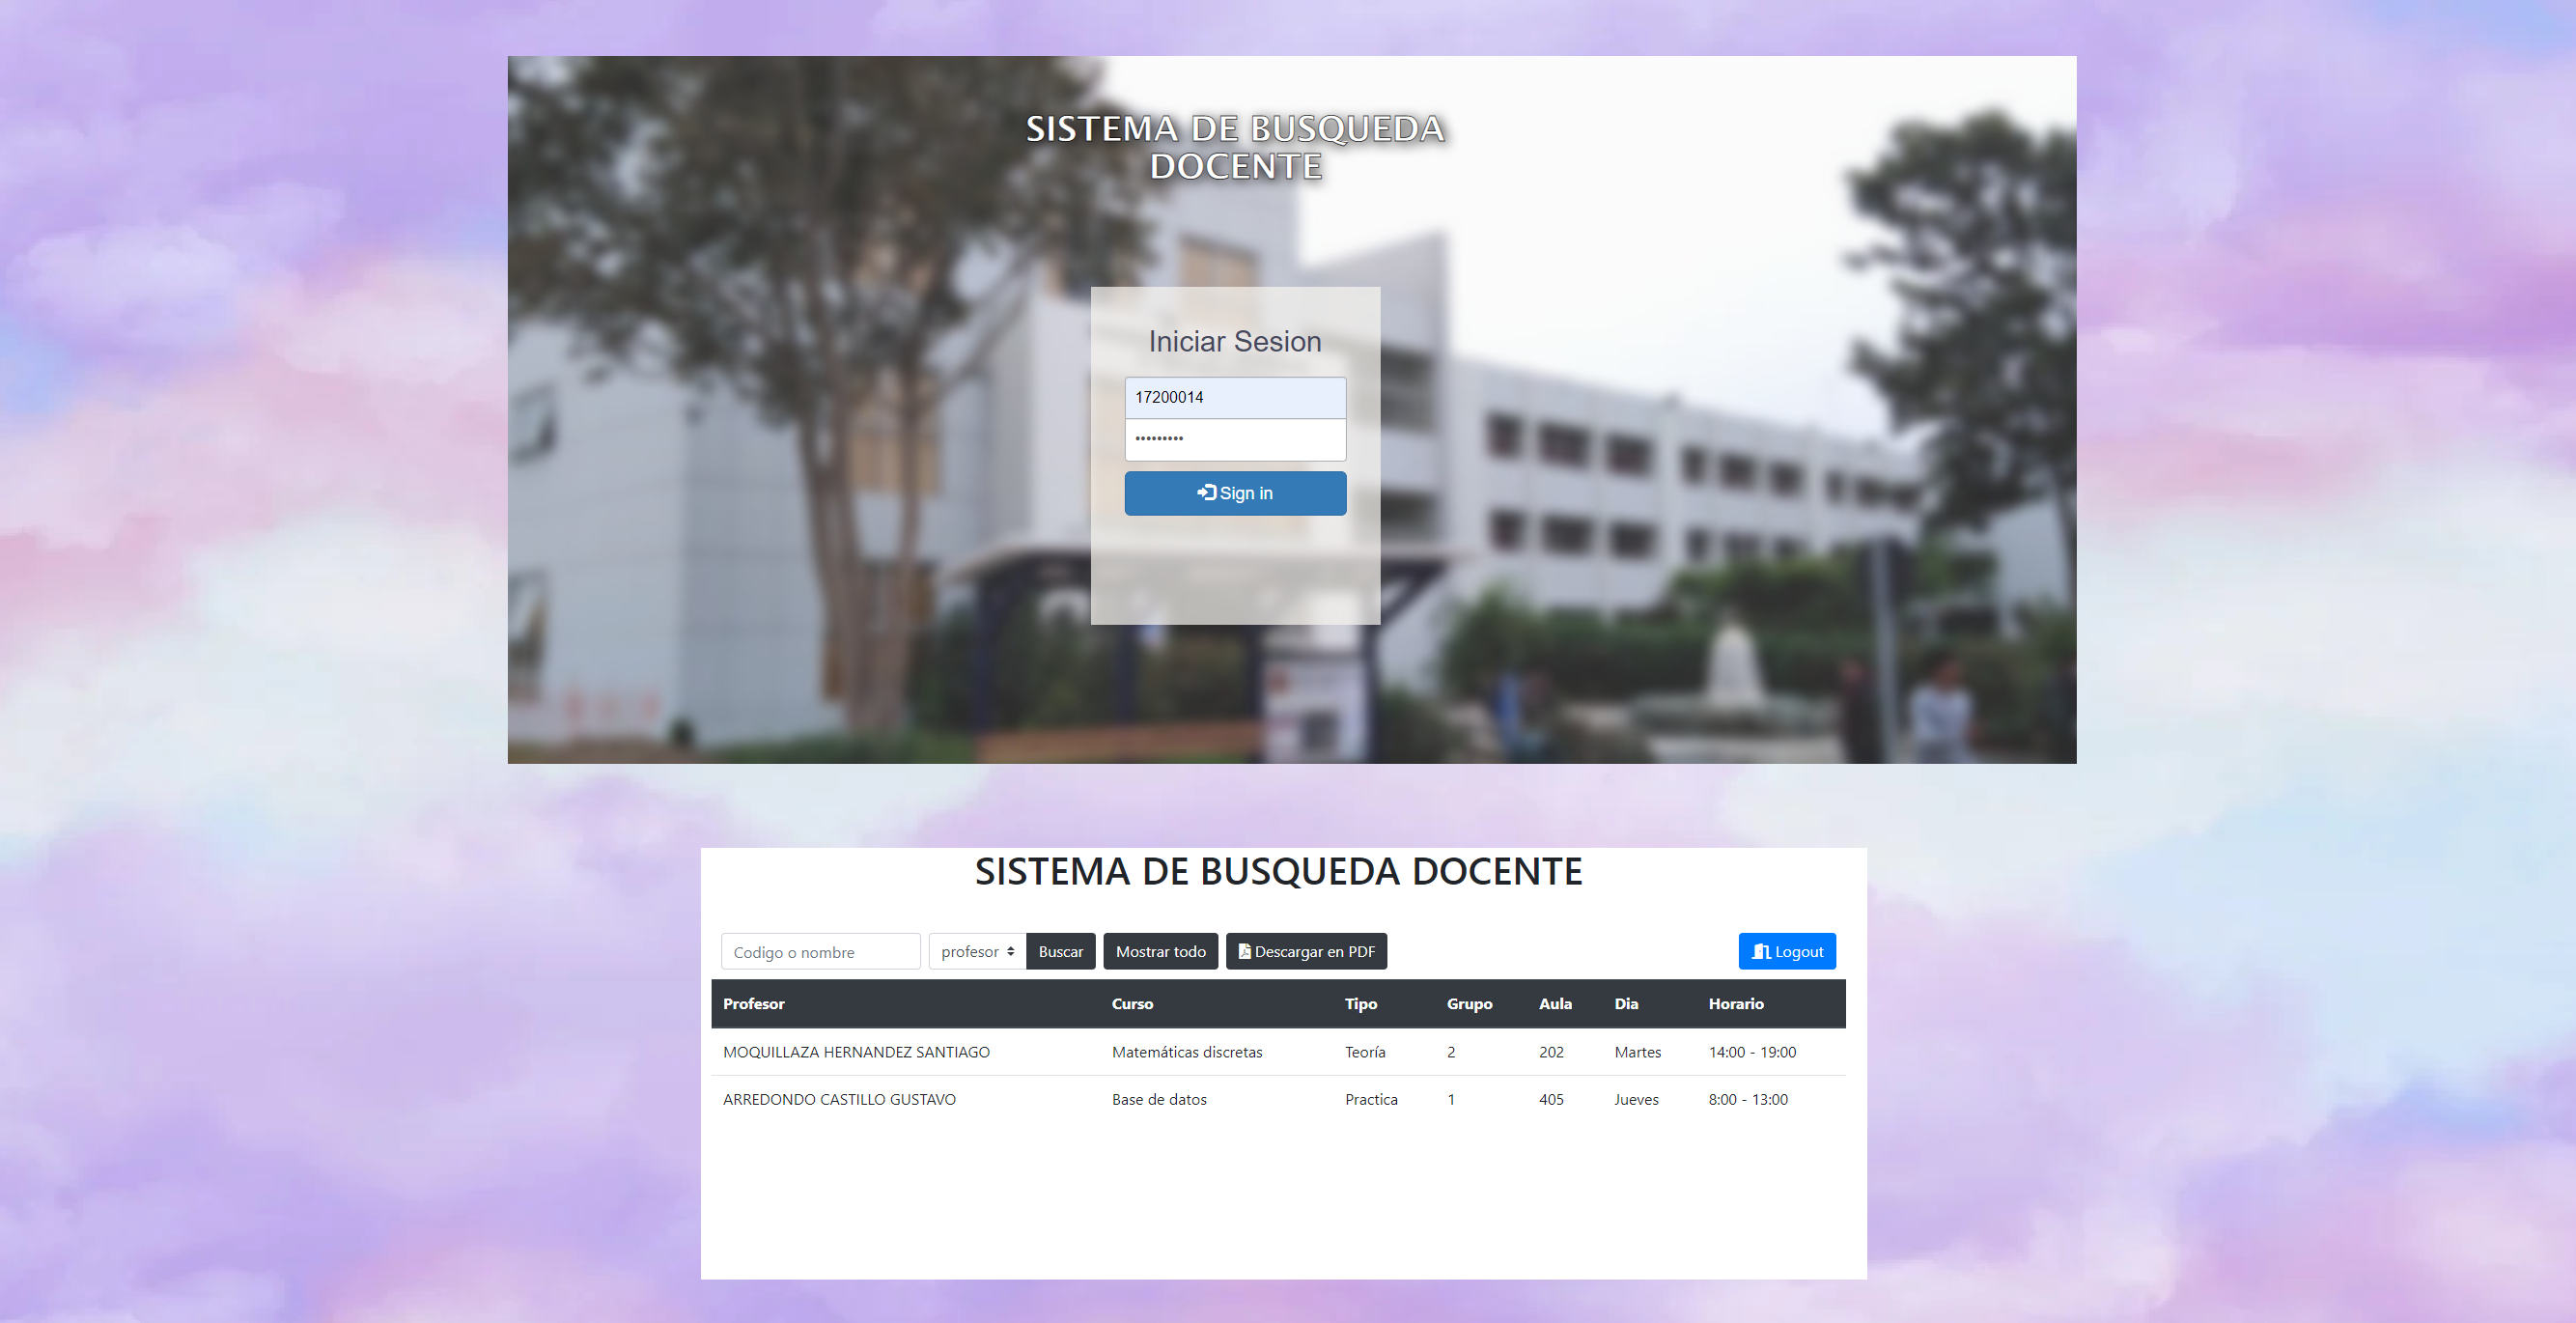 SISTEMA DE BUSQUEDA
DOCENTE
Iniciar Sesion
17200014
•••••••••
Sign in
SISTEMA DE BUSQUEDA DOCENTE
Codigo o nombre profesor Buscar Mostrar todo Descargar en PDF Logout
Profesor Curso Tipo Grupo Aula Dia Horario
MOQUILLAZA HERNANDEZ SANTIAGO Matemáticas discretas Teoría 2 202 Martes 14:00 - 19:00
ARREDONDO CASTILLO GUSTAVO Base de datos Practica 1 405 Jueves 8:00 - 13:00